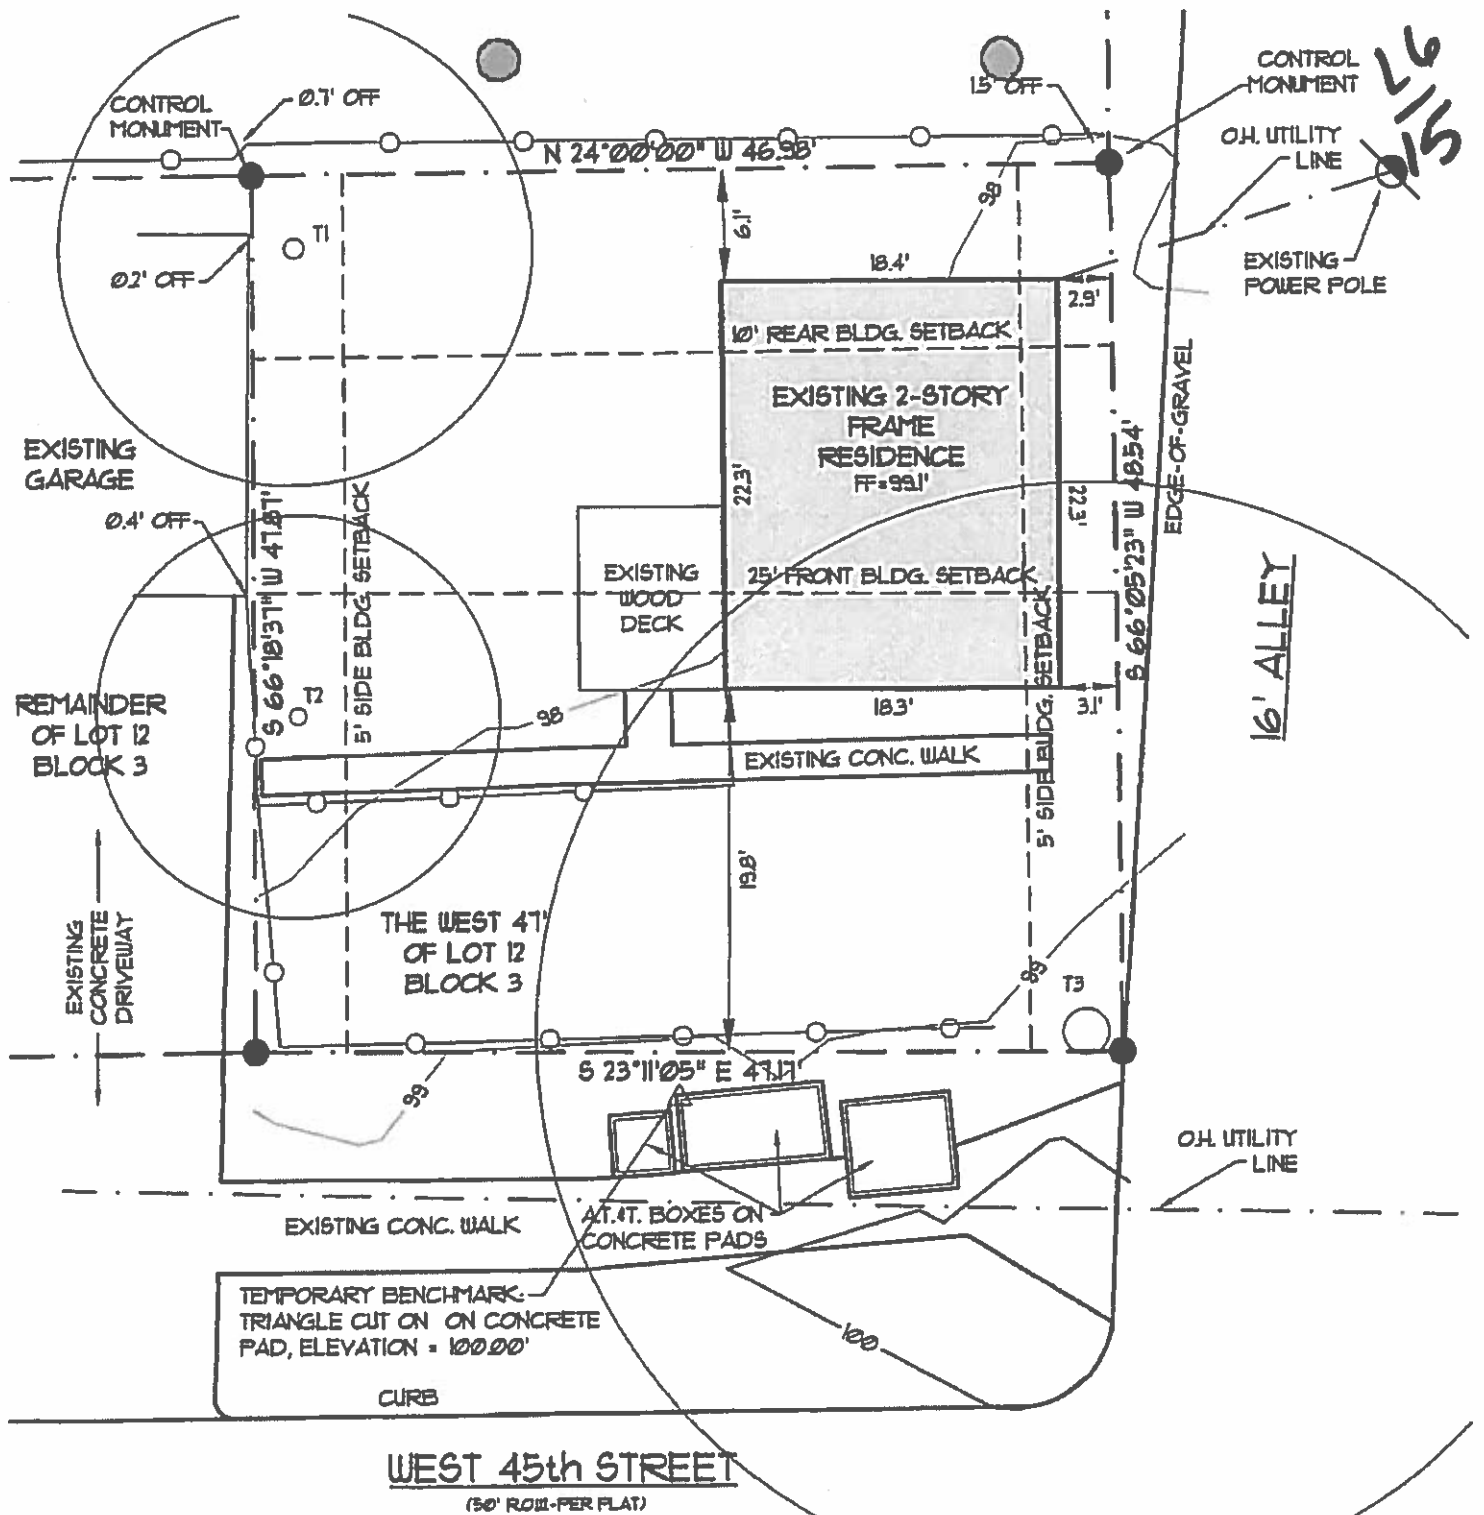 CONTROL
MONUMENT
0.7' OFF
N 24°00'00" W 46.98'
1.5' OFF
CONTROL
MONUMENT
16
15
O.H. UTILITY
LINE
EXISTING
POWER POLE
T1
0.2' OFF
6.1'
98
18.4'
2.9'
10' REAR BLDG. SETBACK
EXISTING 2-STORY
FRAME
RESIDENCE
FF=99.1'
22.3'
22.3'
EXISTING
GARAGE
0.4' OFF
S 66°18'37" W 47.87'
5' SIDE BLDG. SETBACK
EXISTING
WOOD
DECK
25' FRONT BLDG. SETBACK
S 66°05'23" W 48.54'
EDGE-OF-GRAVEL
16' ALLEY
REMAINDER
OF LOT 12
BLOCK 3
T2
98
18.3'
3.1'
EXISTING CONC. WALK
5' SIDE BLDG. SETBACK
19.8'
EXISTING
CONCRETE
DRIVEWAY
THE WEST 47'
OF LOT 12
BLOCK 3
99
T3
S 23°11'05" E 47.17'
99
O.H. UTILITY
LINE
EXISTING CONC. WALK
A.T.&T. BOXES ON
CONCRETE PADS
TEMPORARY BENCHMARK:
TRIANGLE CUT ON ON CONCRETE
PAD, ELEVATION = 100.00'
100
CURB
WEST 45th STREET
(50' ROW-PER PLAT)